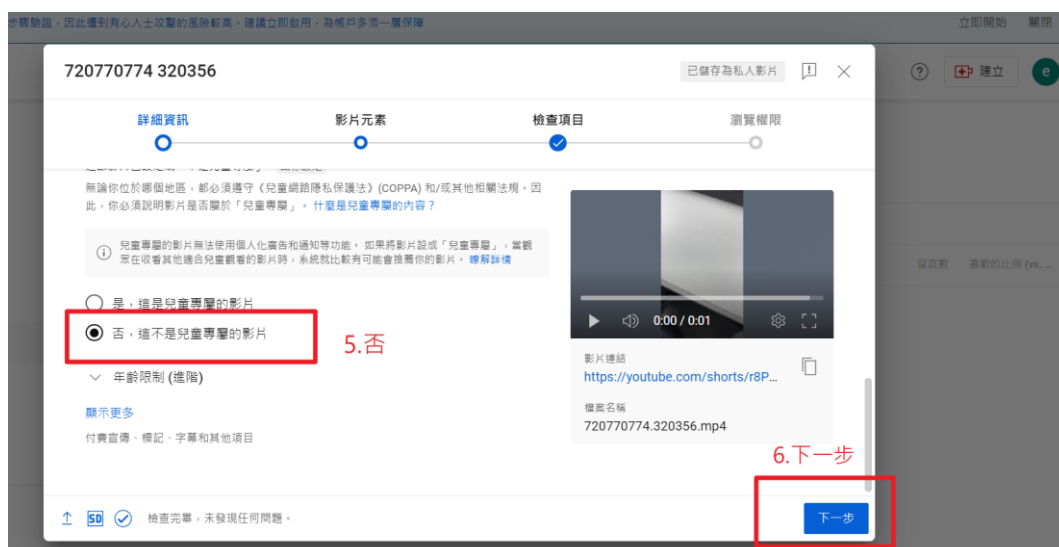 步驟驗證，因此遭到有心人士攻擊的風險較高。建議立即啟用，為帳戶多添一層保障
立即開始 關閉
720770774 320356
已儲存為私人影片
建立
e
詳細資訊
影片元素
檢查項目
瀏覽權限
無論你位於哪個地區，都必須遵守《兒童網路隱私保護法》(COPPA) 和/或其他相關法規。因
此，你必須說明影片是否屬於「兒童專屬」。什麼是兒童專屬的內容？
兒童專屬的影片無法使用個人化廣告和通知等功能。如果將影片設成「兒童專屬」，當觀
眾在收看其他適合兒童觀看的影片時，系統就比較有可能會推薦你的影片。瞭解詳情
是，這是兒童專屬的影片
否，這不是兒童專屬的影片
5.否
年齡限制 (進階)
顯示更多
付費宣傳、標記、字幕和其他項目
0:00 / 0:01
影片連結
https://youtube.com/shorts/r8P...
檔案名稱
720770774.320356.mp4
留言數 喜歡的比例 (vs. ...
6.下一步
SD
檢查完畢，未發現任何問題。
下一步